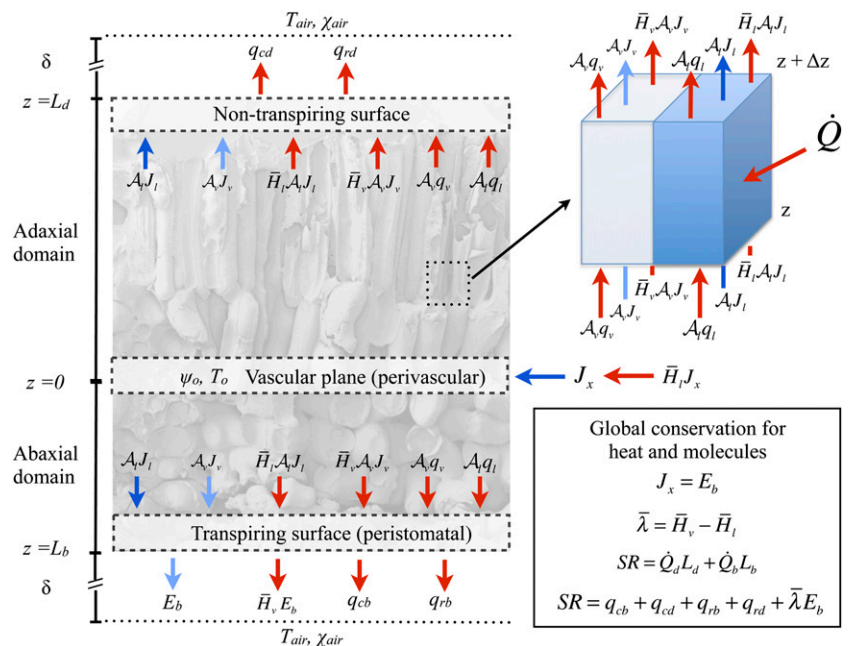 T_air, χ_air
δ
q_cd q_rd
z = L_d
Non-transpiring surface
𝒜_l J_l 𝒜_v J_v H̄_l 𝒜_l J_l H̄_v 𝒜_v J_v 𝒜_v q_v 𝒜_l q_l
Adaxial
domain
z = 0
ψ_o, T_o Vascular plane (perivascular)
J_x H̄_l J_x
Abaxial
domain
𝒜_l J_l 𝒜_v J_v H̄_l 𝒜_l J_l H̄_v 𝒜_v J_v 𝒜_v q_v 𝒜_l q_l
Transpiring surface (peristomatal)
z = L_b
δ
E_b H̄_v E_b q_cb q_rb
T_air, χ_air
𝒜_v q_v 𝒜_v J_v H̄_v 𝒜_v J_v 𝒜_l q_l 𝒜_l J_l H̄_l 𝒜_l J_l
z + Δz
Q̇
z
𝒜_v q_v 𝒜_v J_v H̄_v 𝒜_v J_v 𝒜_l q_l 𝒜_l J_l H̄_l 𝒜_l J_l
Global conservation for
heat and molecules
J_x = E_b
λ̄ = H̄_v − H̄_l
SR = Q̇_d L_d + Q̇_b L_b
SR = q_cb + q_cd + q_rb + q_rd + λ̄ E_b